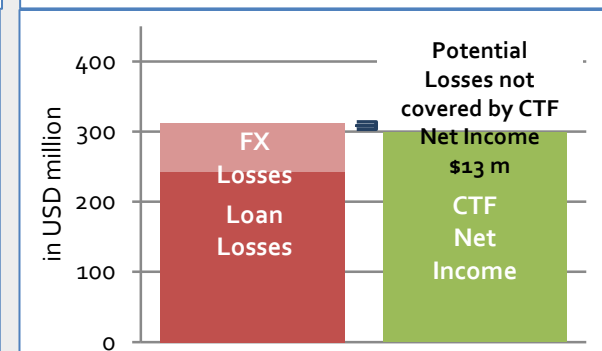 in USD million
400
300
200
100
0
FX
Losses
Loan
Losses
Potential
Losses not
covered by CTF
Net Income
$13 m
CTF
Net
Income